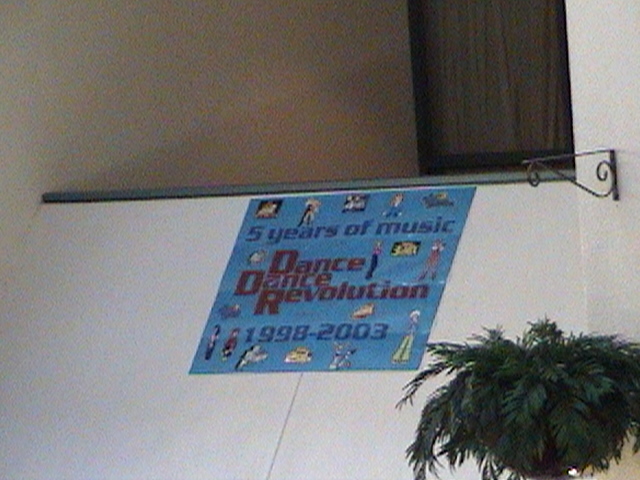 5 years of music
Dance
Dance
Revolution
1998-2003